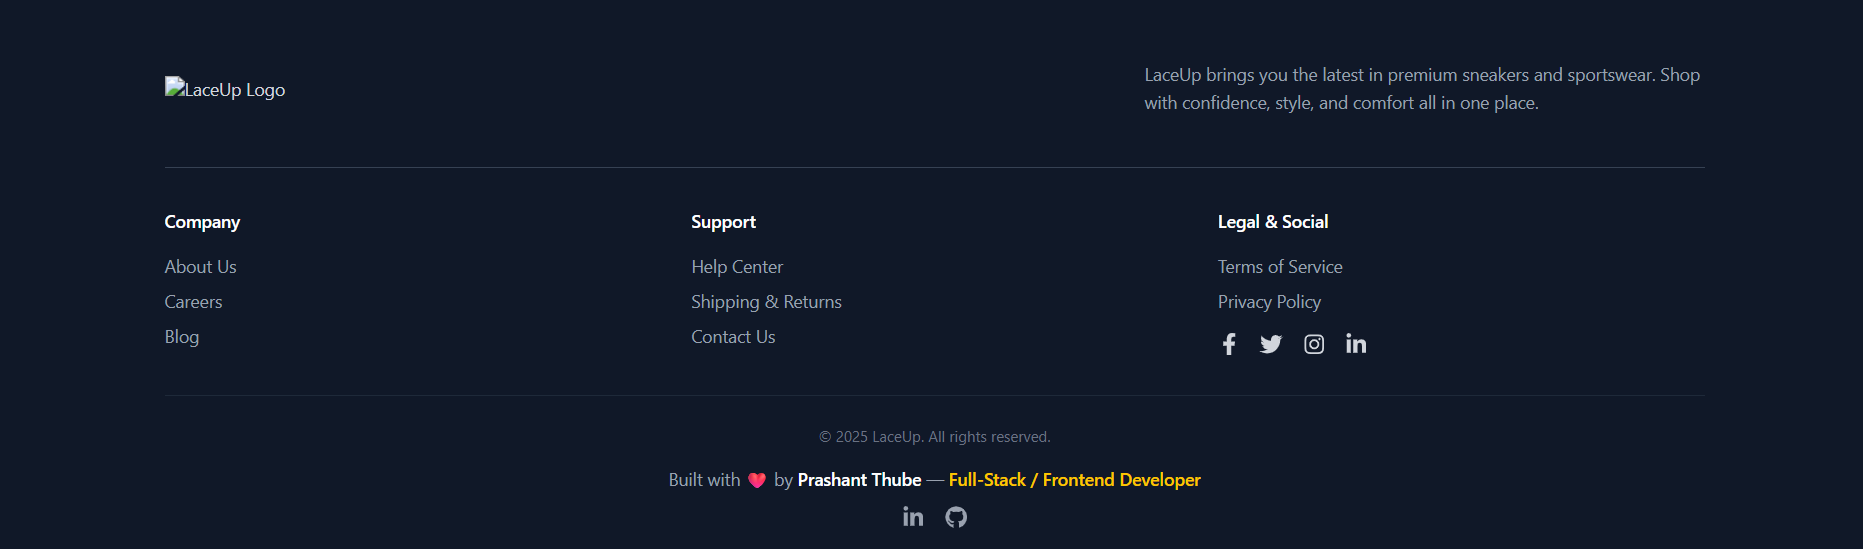 LaceUp Logo
LaceUp brings you the latest in premium sneakers and sportswear. Shop
with confidence, style, and comfort all in one place.
Company
About Us
Careers
Blog
Support
Help Center
Shipping & Returns
Contact Us
Legal & Social
Terms of Service
Privacy Policy
© 2025 LaceUp. All rights reserved.
Built with ❤️ by Prashant Thube — Full-Stack / Frontend Developer